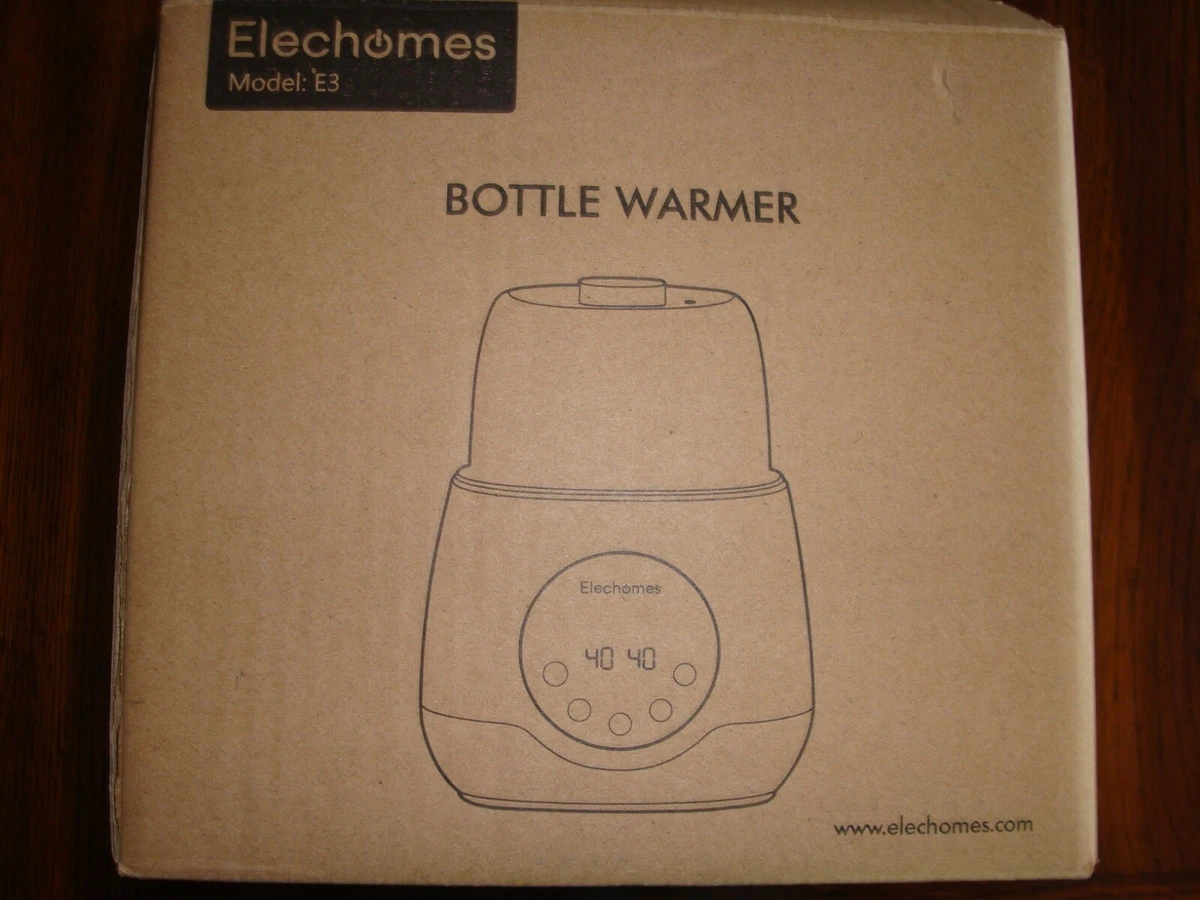 Elechomes
Model: E3
BOTTLE WARMER
Elechomes
40 40
www.elechomes.com